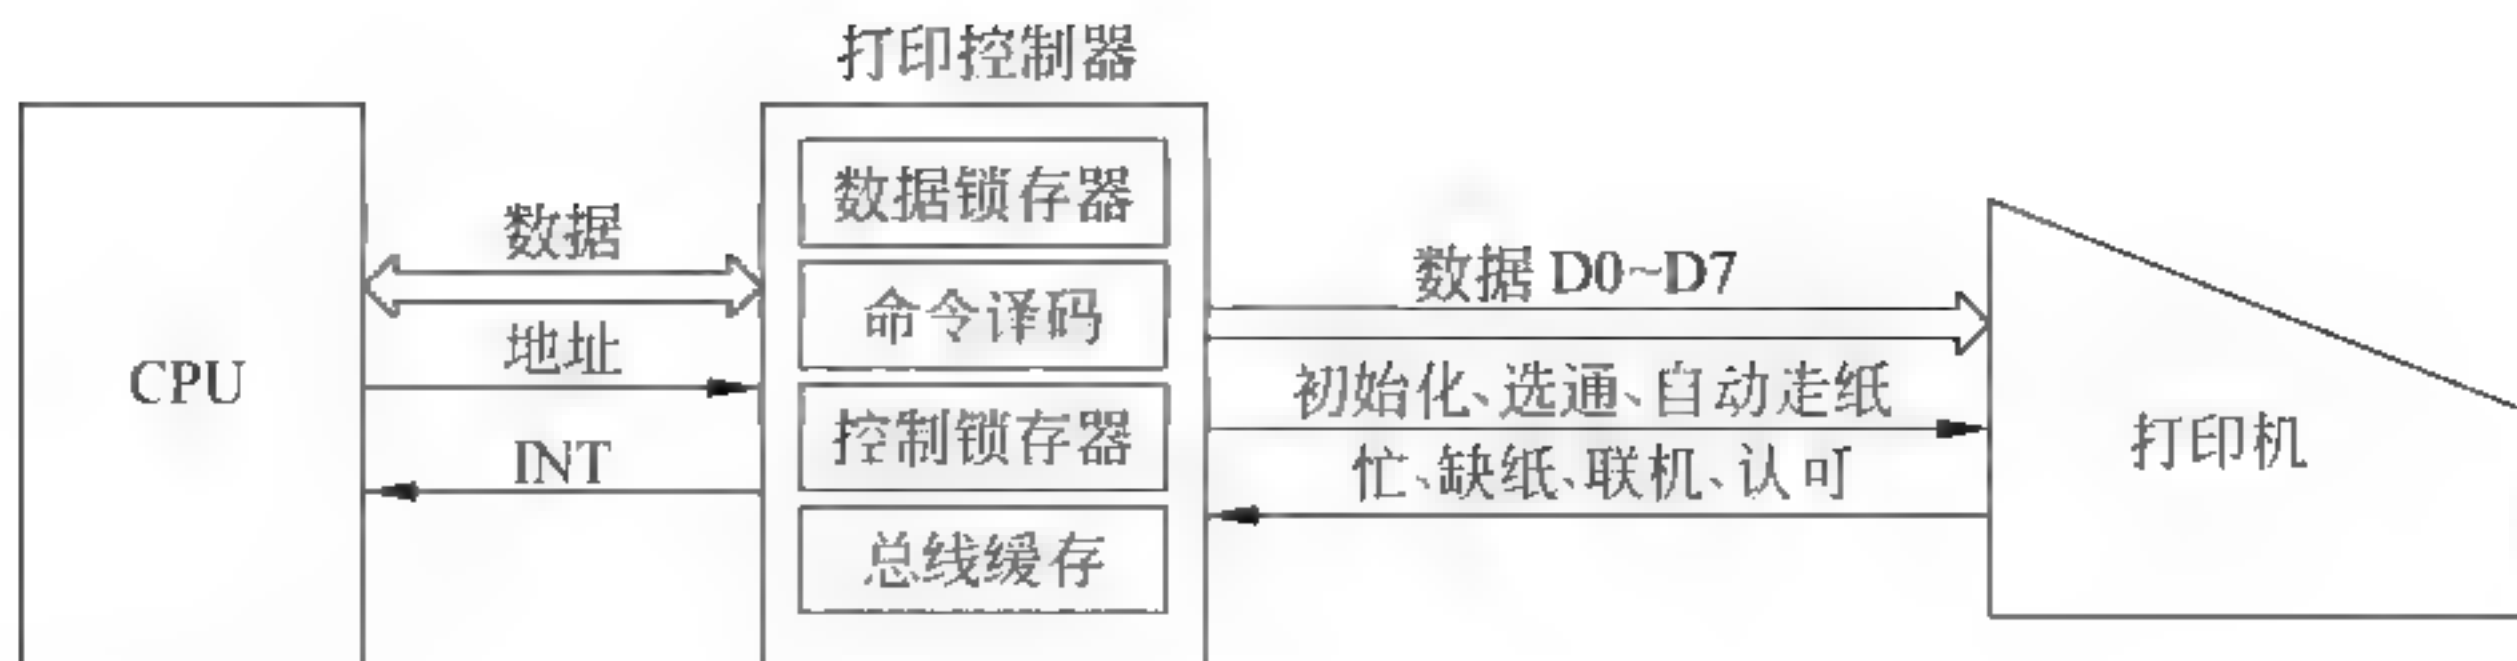 打印控制器
CPU
数据
地址
INT
数据锁存器
命令译码
控制锁存器
总线缓存
数据 D0~D7
初始化、选通、自动走纸
忙、缺纸、联机、认可
打印机